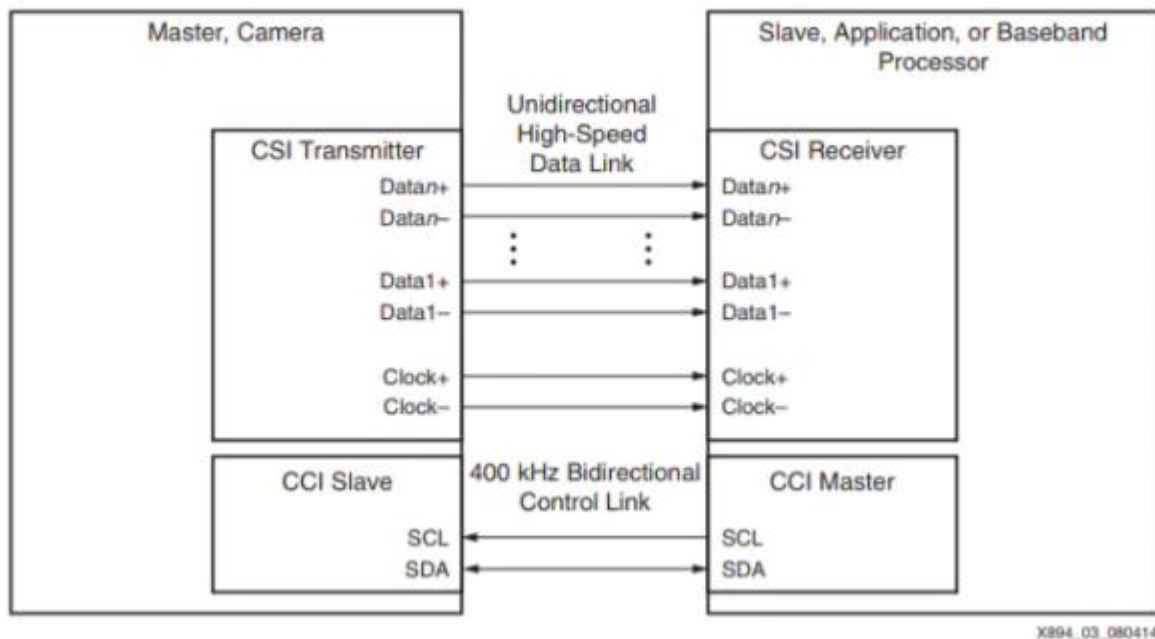 Master, Camera
Slave, Application, or Baseband
Processor
Unidirectional
High-Speed
Data Link
CSI Transmitter
CSI Receiver
Datan+
Datan+
Datan–
Datan–
Data1+
Data1+
Data1–
Data1–
Clock+
Clock+
Clock–
Clock–
CCI Slave
400 kHz Bidirectional
Control Link
CCI Master
SCL
SCL
SDA
SDA
X894_03_080414